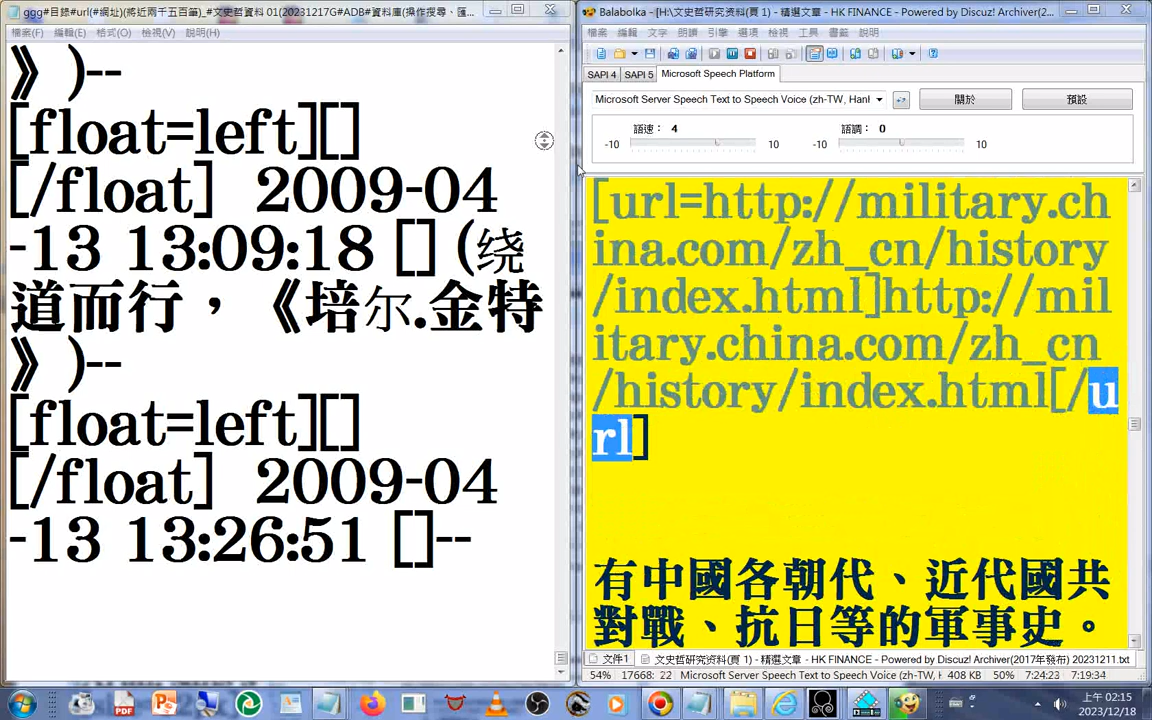 ggg#目錄#url(#網址)(將近兩千五百筆)_#文史哲資料 01(20231217G#ADB#資料庫(操作搜尋、匯...
檔案(F) 編輯(E) 格式(O) 檢視(V) 說明(H)
》)--
[float=left][]
[/float] 2009-04
-13 13:09:18 [] (绕
道而行，《培尔.金特
》)--
[float=left][]
[/float] 2009-04
-13 13:26:51 []--
Balabolka - [H:\文史哲研究资料(頁 1) - 精選文章 - HK FINANCE - Powered by Discuz! Archiver(2...
檔案 編輯 文字 朗讀 引擎 選項 檢視 工具 書籤 說明
SAPI 4 SAPI 5 Microsoft Speech Platform
Microsoft Server Speech Text to Speech Voice (zh-TW, Hanl 關於 預設
語速： 4 語調： 0
-10 10 -10 10
[url=http://military.ch
ina.com/zh_cn/history
/index.html]http://mil
itary.china.com/zh_cn
/history/index.html[/u
rl]
有中國各朝代、近代國共
對戰、抗日等的軍事史。
文件1 文史哲研究资料(頁 1) - 精選文章 - HK FINANCE - Powered by Discuz! Archiver(2017年發布) 20231211.txt
54% 17668: 22 Microsoft Server Speech Text to Speech Voice (zh-TW, H 408 KB 50% 7:24:23 7:19:34
PDF
上午 02:15
2023/12/18